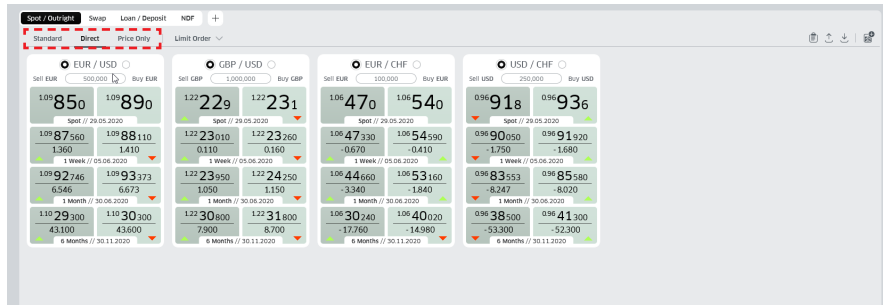 Spot / Outright Swap Loan / Deposit NDF +
Standard Direct Price Only Limit Order
EUR / USD GBP / USD EUR / CHF USD / CHF
Sell EUR 500,000 Buy EUR Sell GBP 1,000,000 Buy GBP Sell EUR 100,000 Buy EUR Sell USD 250,000 Buy USD
1.09 85 0 1.09 89 0 1.22 22 9 1.22 23 1 1.06 47 0 1.06 54 0 0.96 91 8 0.96 93 6
Spot // 29.05.2020 Spot // 29.05.2020 Spot // 29.05.2020 Spot // 29.05.2020
1.09 87 560 1.09 88 110 1.22 23 010 1.22 23 260 1.06 47 330 1.06 54 590 0.96 90 050 0.96 91 920
1.360 1.410 0.110 0.160 -0.670 -0.410 -1.750 -1.680
1 Week // 05.06.2020 1 Week // 05.06.2020 1 Week // 05.06.2020 1 Week // 05.06.2020
1.09 92 746 1.09 93 373 1.22 23 950 1.22 24 250 1.06 44 660 1.06 53 160 0.96 83 553 0.96 85 580
6.546 6.673 1.050 1.150 -3.340 -1.840 -8.247 -8.020
1 Month // 30.06.2020 1 Month // 30.06.2020 1 Month // 30.06.2020 1 Month // 30.06.2020
1.10 29 300 1.10 30 300 1.22 30 800 1.22 31 800 1.06 30 240 1.06 40 020 0.96 38 500 0.96 41 300
43.100 43.600 7.900 8.700 -17.760 -14.980 -53.300 -52.300
6 Months // 30.11.2020 6 Months // 30.11.2020 6 Months // 30.11.2020 6 Months // 30.11.2020